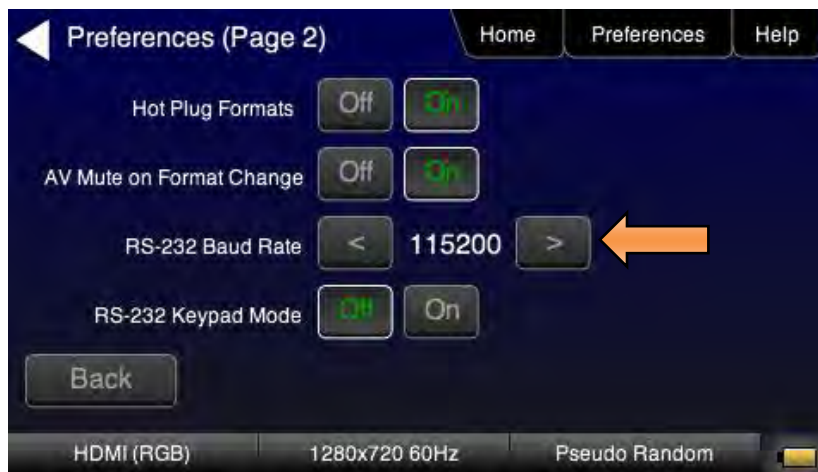 Preferences (Page 2) Home Preferences Help
Hot Plug Formats Off On
AV Mute on Format Change Off On
RS-232 Baud Rate < 115200 >
RS-232 Keypad Mode Off On
Back
HDMI (RGB) 1280x720 60Hz Pseudo Random